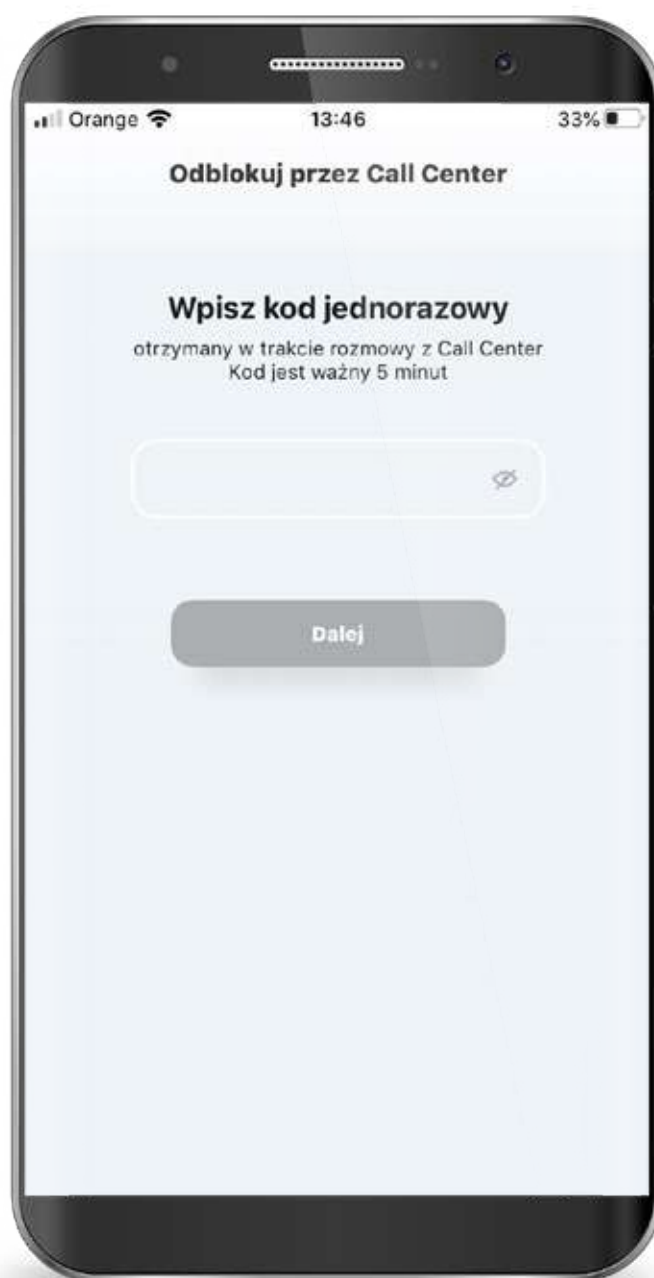 Orange 13:46 33%
Odblokuj przez Call Center
Wpisz kod jednorazowy
otrzymany w trakcie rozmowy z Call Center
Kod jest ważny 5 minut
Dalej